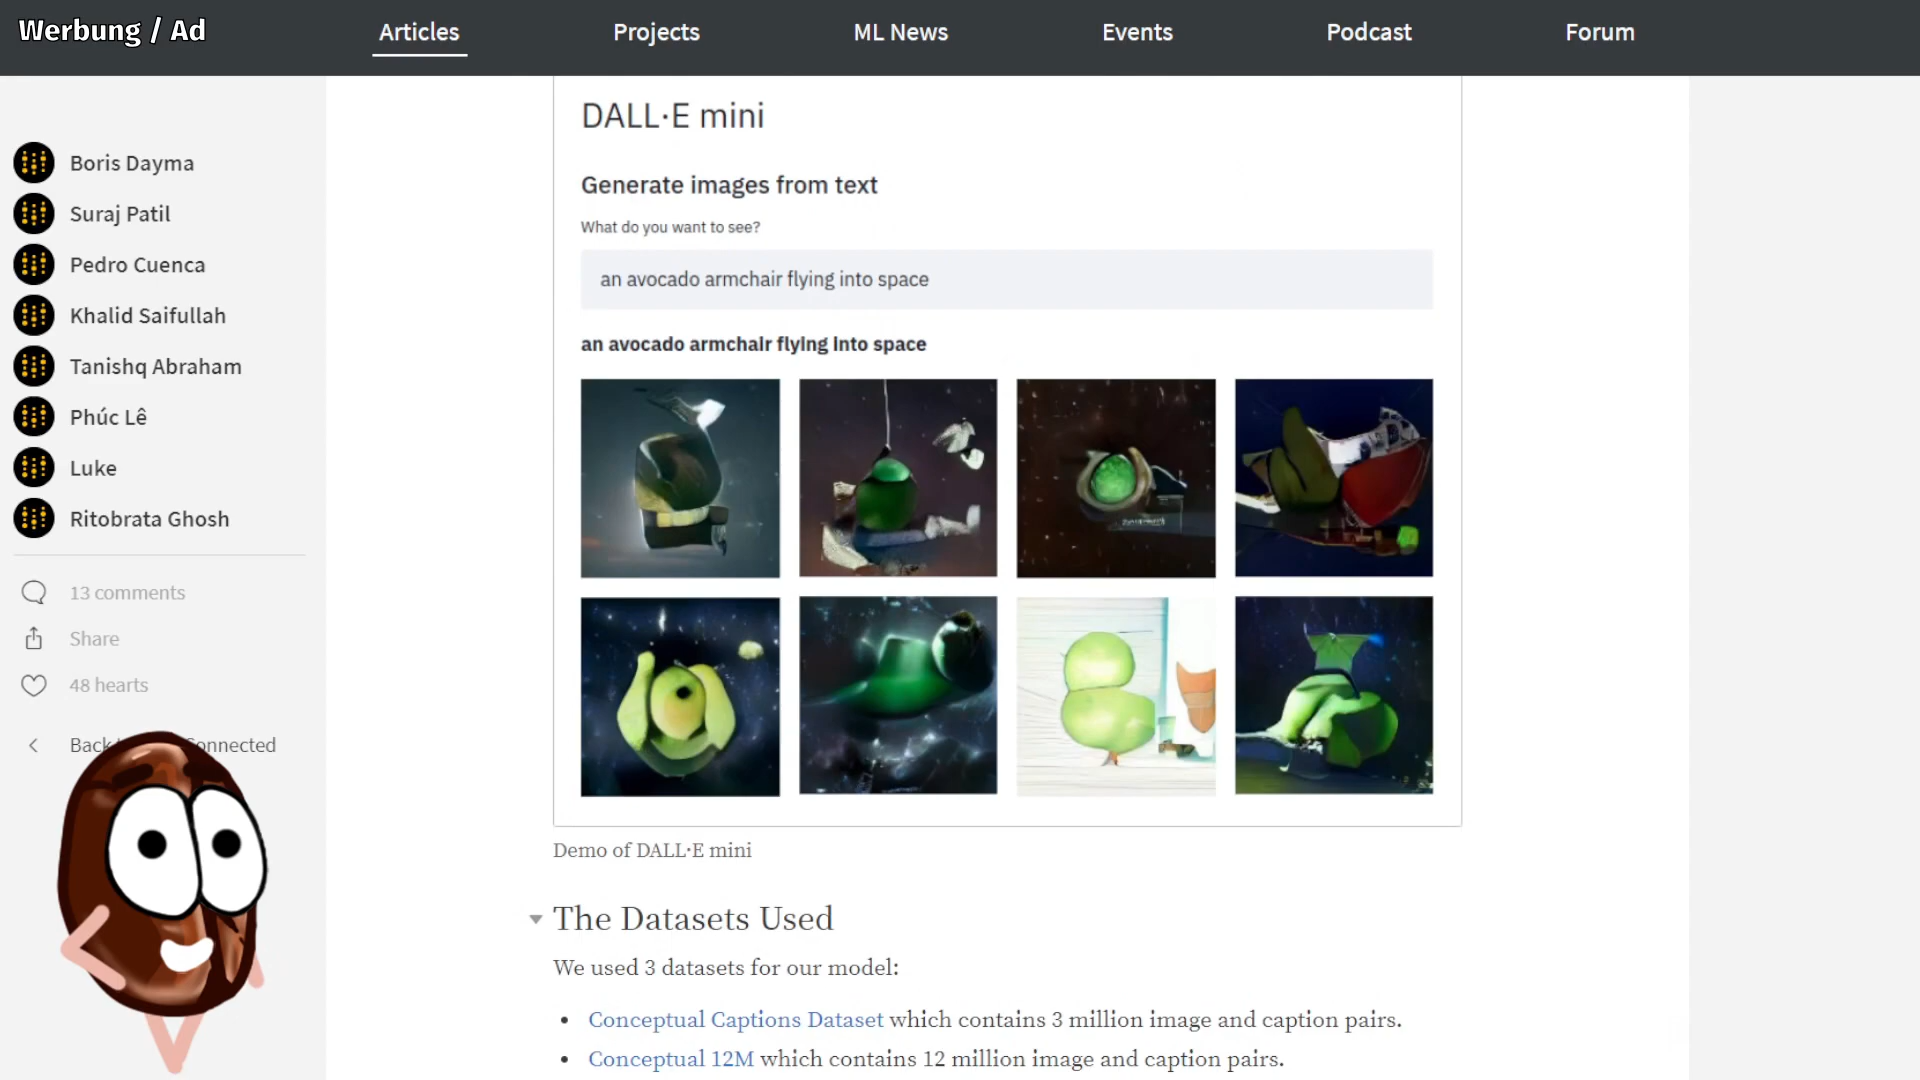 Werbung / Ad
Articles
Projects
ML News
Events
Podcast
Forum
Boris Dayma
Suraj Patil
Pedro Cuenca
Khalid Saifullah
Tanishq Abraham
Phúc Lê
Luke
Ritobrata Ghosh
13 comments
Share
48 hearts
Back
Connected
DALL·E mini
Generate images from text
What do you want to see?
an avocado armchair flying into space
an avocado armchair flying into space
Demo of DALL·E mini
The Datasets Used
We used 3 datasets for our model:
• Conceptual Captions Dataset which contains 3 million image and caption pairs.
• Conceptual 12M which contains 12 million image and caption pairs.